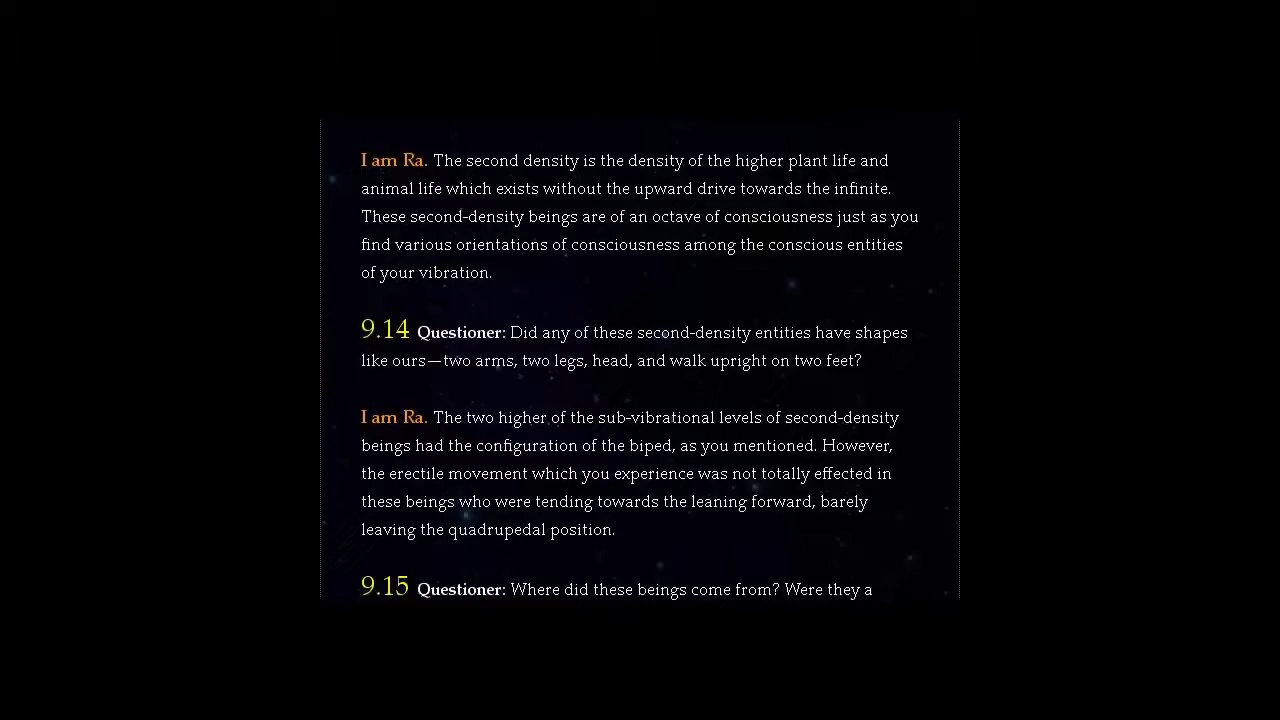 I am Ra. The second density is the density of the higher plant life and
animal life which exists without the upward drive towards the infinite.
These second-density beings are of an octave of consciousness just as you
find various orientations of consciousness among the conscious entities
of your vibration.
9.14 Questioner: Did any of these second-density entities have shapes
like ours—two arms, two legs, head, and walk upright on two feet?
I am Ra. The two higher of the sub-vibrational levels of second-density
beings had the configuration of the biped, as you mentioned. However,
the erectile movement which you experience was not totally effected in
these beings who were tending towards the leaning forward, barely
leaving the quadrupedal position.
9.15 Questioner: Where did these beings come from? Were they a